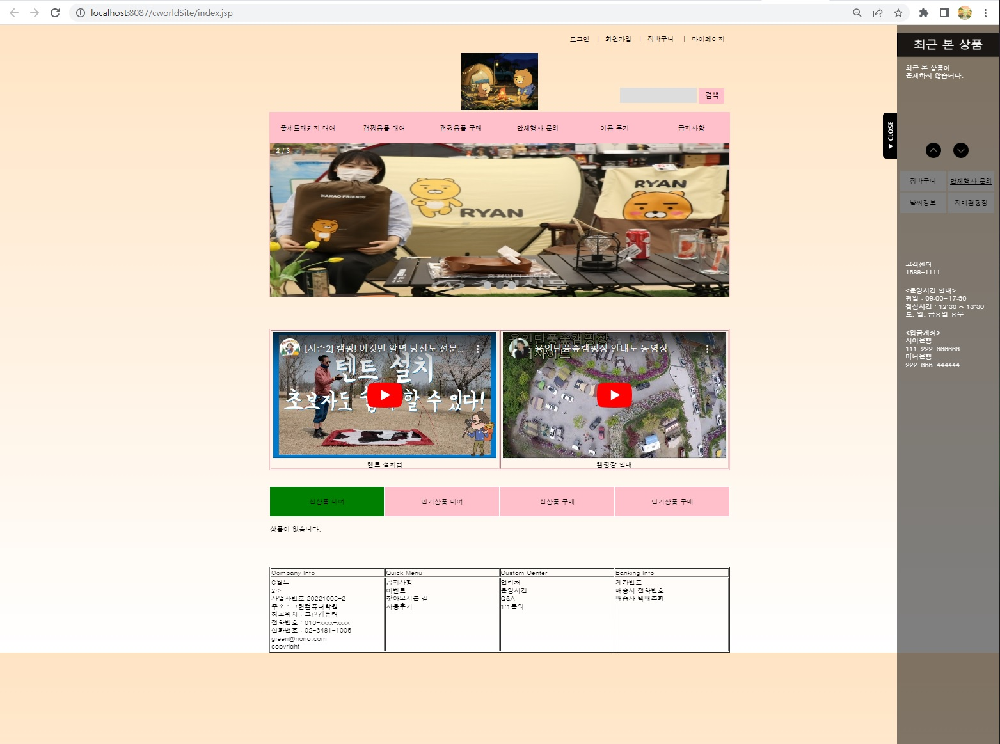 localhost:8087/cworldSite/index.jsp
로그인 | 회원가입 | 장바구니 | 마이페이지
검색
풀세트패키지 대여 캠핑용품 대여 캠핑용품 구매 단체행사 문의 이용 후기 공지사항
2 / 3
KAKAO FRIENDS
RYAN
RYAN
[시즌2] 캠핑! 이것만 알면 당신도 전문...
텐트 설치
초보자도
할 수 있다!
텐트 설치법
용인단풍숲캠핑장
용인단풍숲캠핑장 안내도 동영상
캠핑장 안내
신상품 대여 인기상품 대여 신상품 구매 인기상품 구매
상품이 없습니다.
Company Info
C월드
2조
사업자번호 20221003-2
주소 : 그린컴퓨터학원
창고위치 : 그린컴퓨터
전화번호 : 010-xxxx-xxxx
전화번호 : 02-3481-1005
green@nono.com
copyright
Quick Menu
공지사항
이벤트
찾아오시는 길
사용후기
Custom Center
연락처
운영시간
Q&A
1:1문의
Banking Info
계좌번호
배송시 전화번호
배송사 택배조회
CLOSE
최근 본 상품
최근 본 상품이
존재하지 않습니다.
장바구니 단체행사 문의
날씨정보 자매캠핑장
고객센터
1588-1111
<운영시간 안내>
평일 : 09:00~17:30
점심시간 : 12:30 ~ 13:30
토, 일, 공휴일 휴무
<입금계좌>
시어은행
111-222-333333
머니은행
222-333-444444